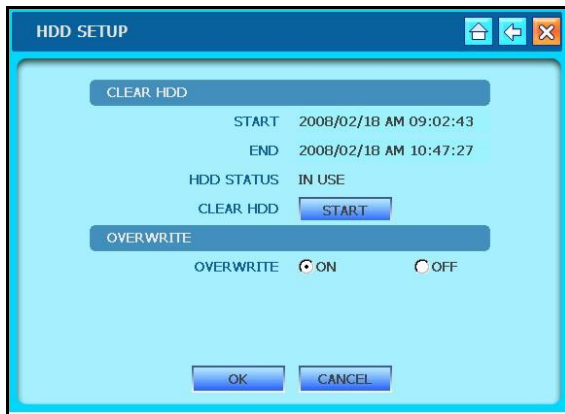 HDD SETUP
CLEAR HDD
START 2008/02/18 AM 09:02:43
END 2008/02/18 AM 10:47:27
HDD STATUS IN USE
CLEAR HDD START
OVERWRITE
OVERWRITE ON OFF
OK CANCEL